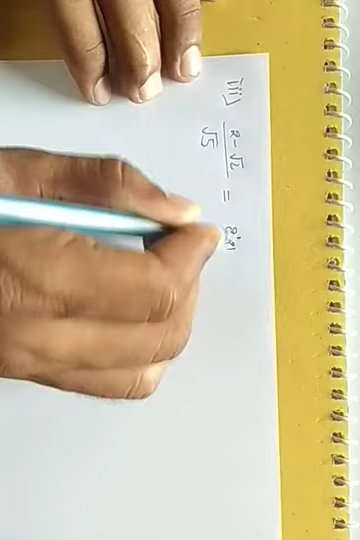 iii) 2-√2/√5 =